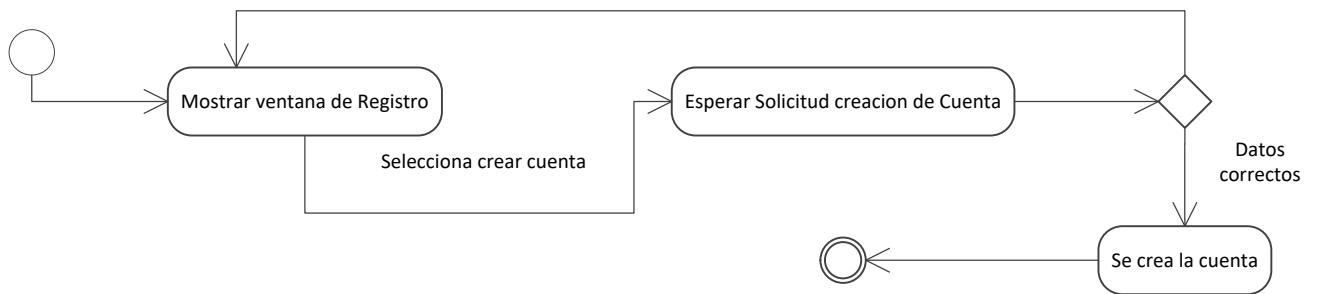 Mostrar ventana de Registro
Esperar Solicitud creacion de Cuenta
Selecciona crear cuenta
Datos
correctos
Se crea la cuenta